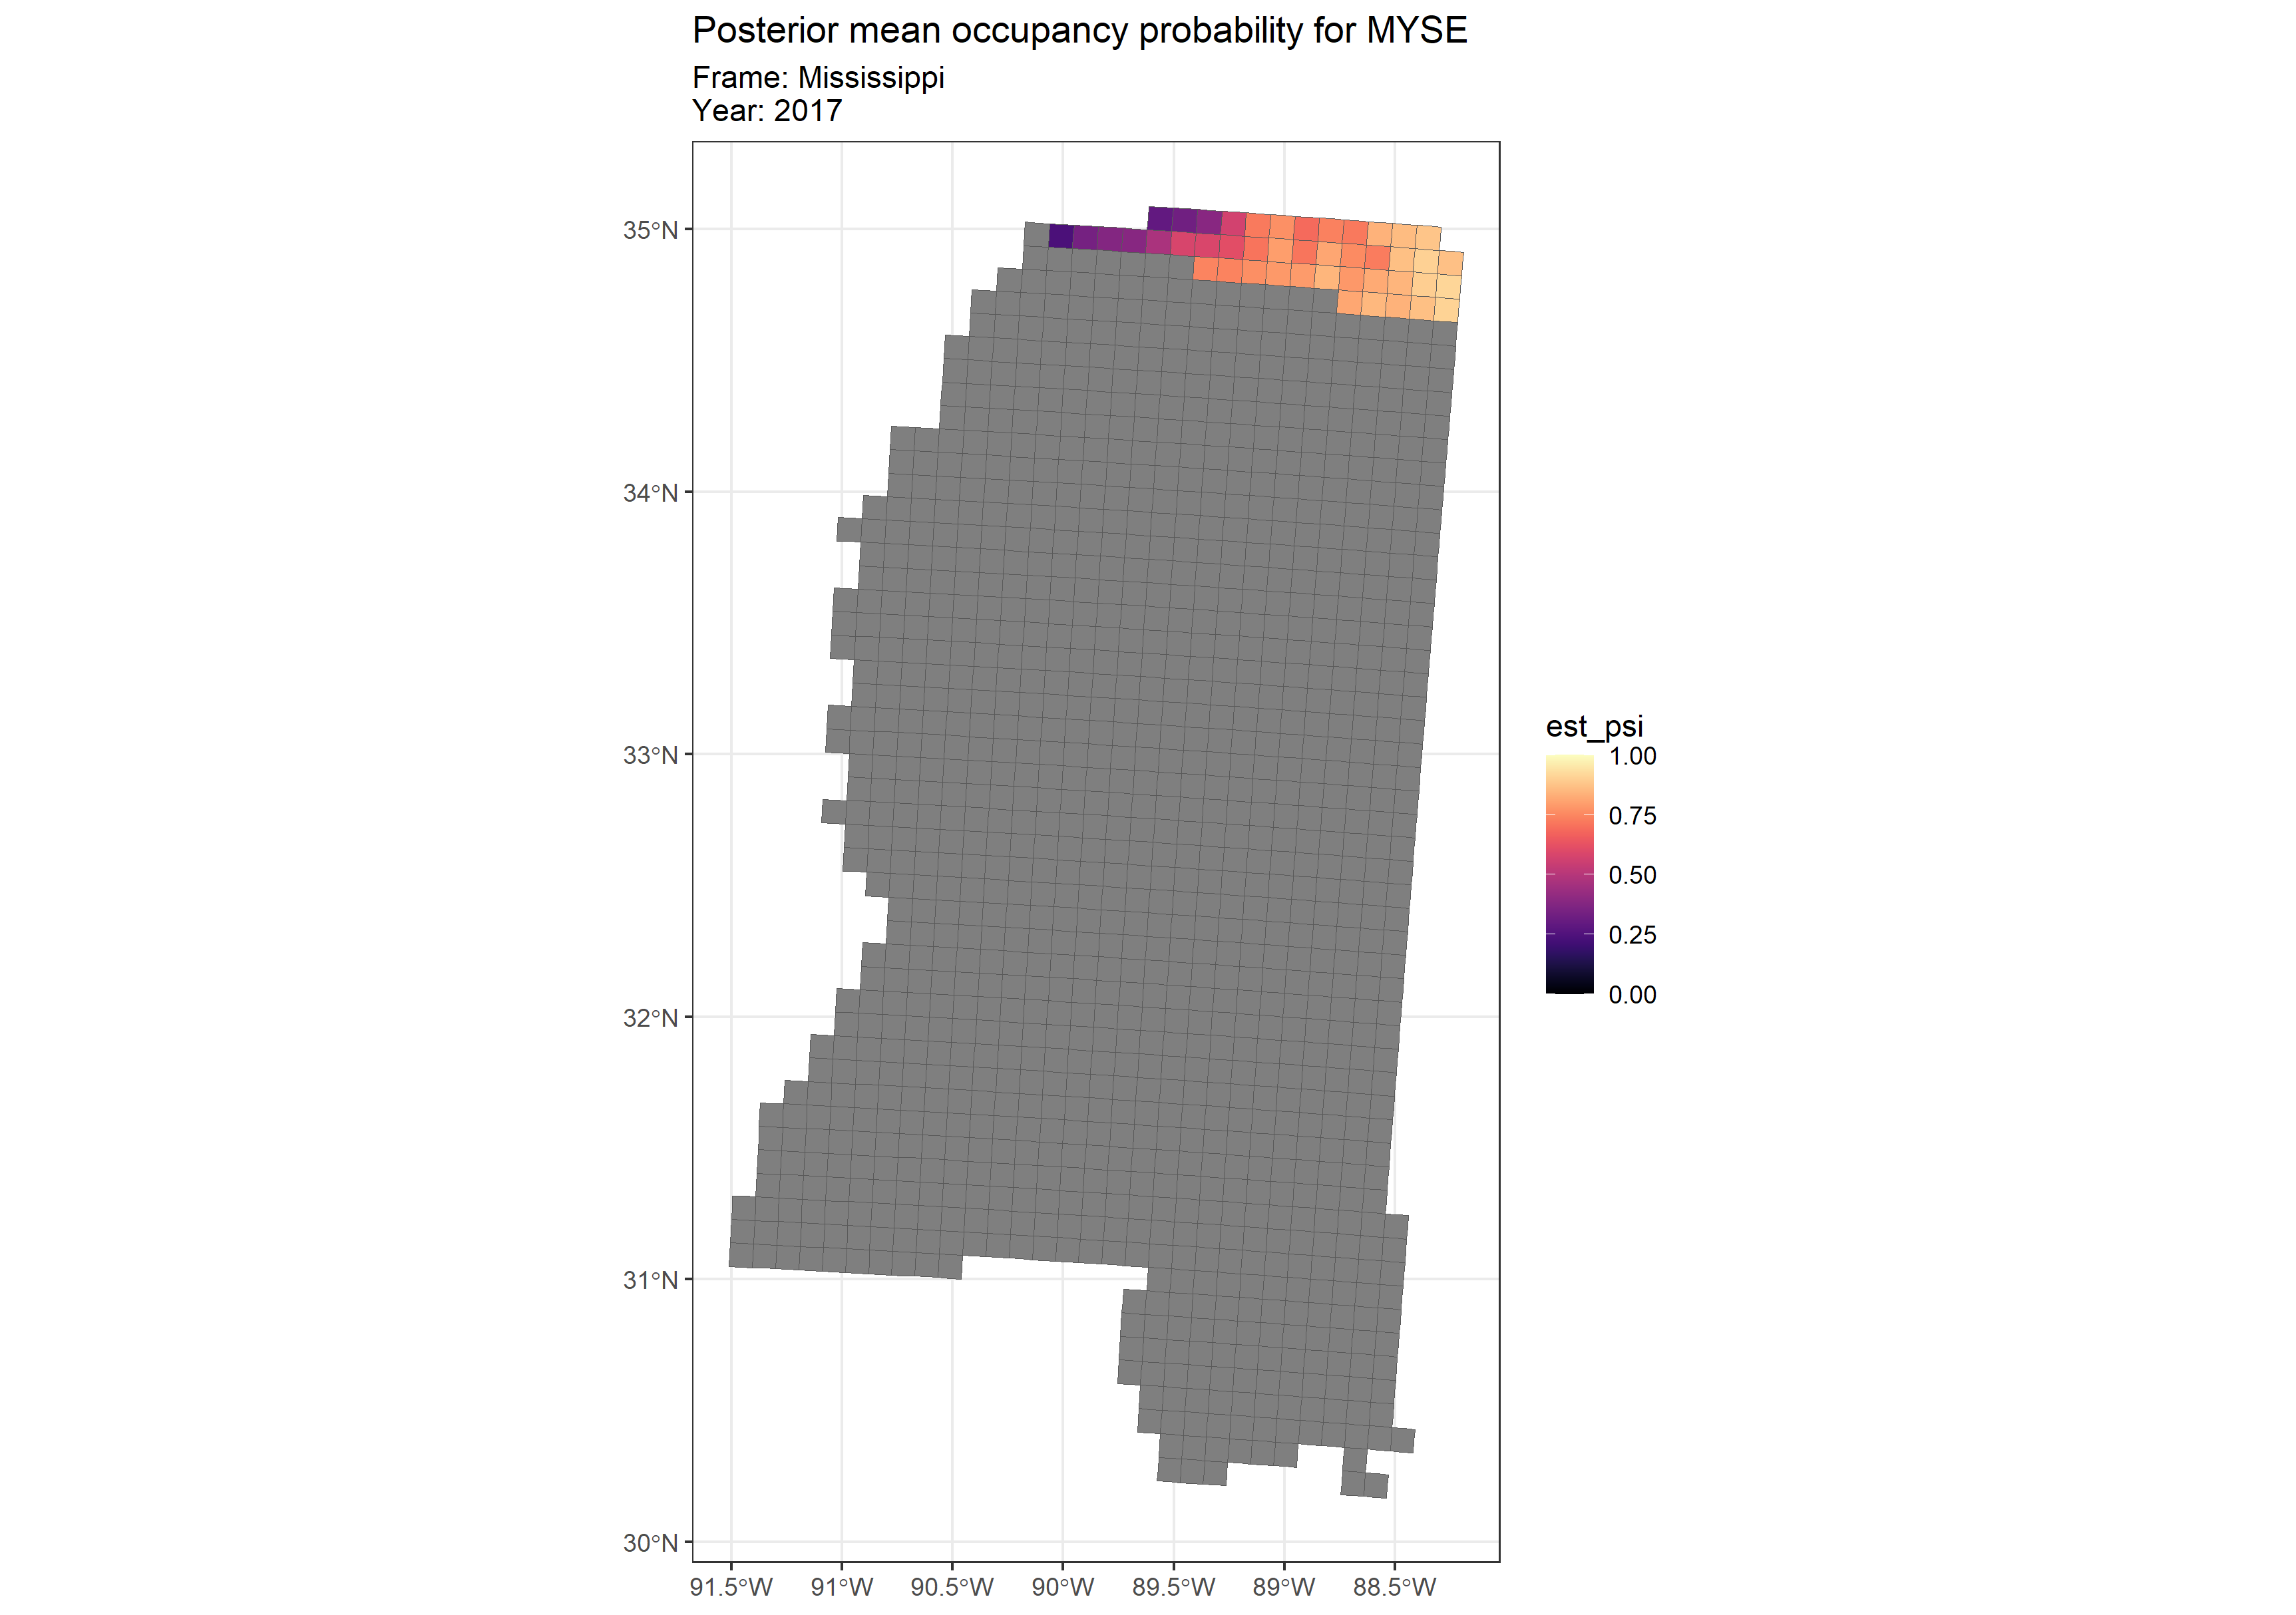 Posterior mean occupancy probability for MYSE
Frame: Mississippi
Year: 2017
35°N
34°N
33°N
32°N
31°N
30°N
91.5°W 91°W 90.5°W 90°W 89.5°W 89°W 88.5°W
est_psi
1.00
0.75
0.50
0.25
0.00